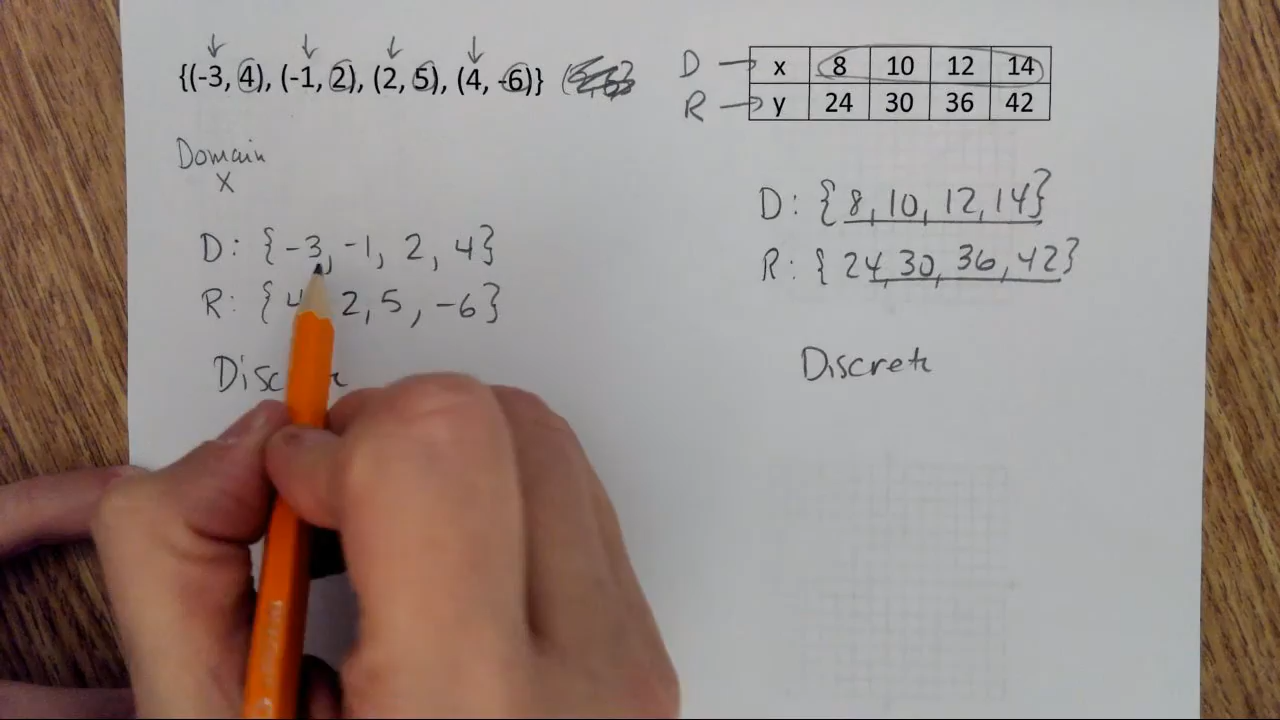 {(-3, 4), (-1, 2), (2, 5), (4, -6)}
Domain
X
D: {-3, -1, 2, 4}
R: {4, 2, 5, -6}
D → x 8 10 12 14
R → y 24 30 36 42
D: {8, 10, 12, 14}
R: {24, 30, 36, 42}
Discrete